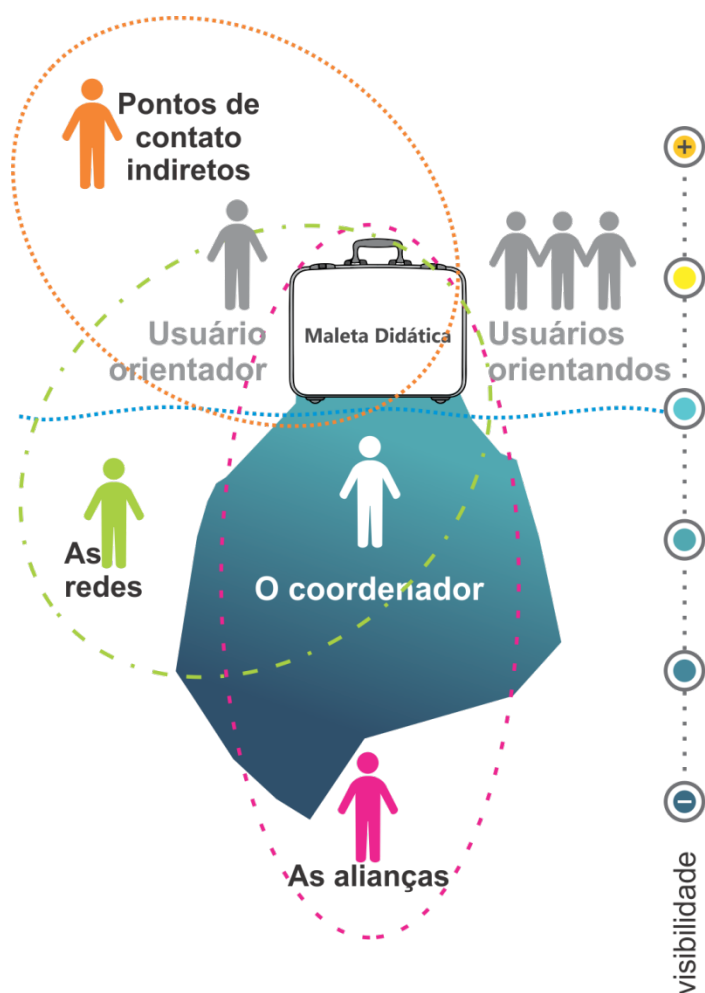 Pontos de
contato
indiretos
+
Usuário
orientador
Maleta Didática
Usuários
orientandos
As
redes
O coordenador
As alianças
−
visibilidade